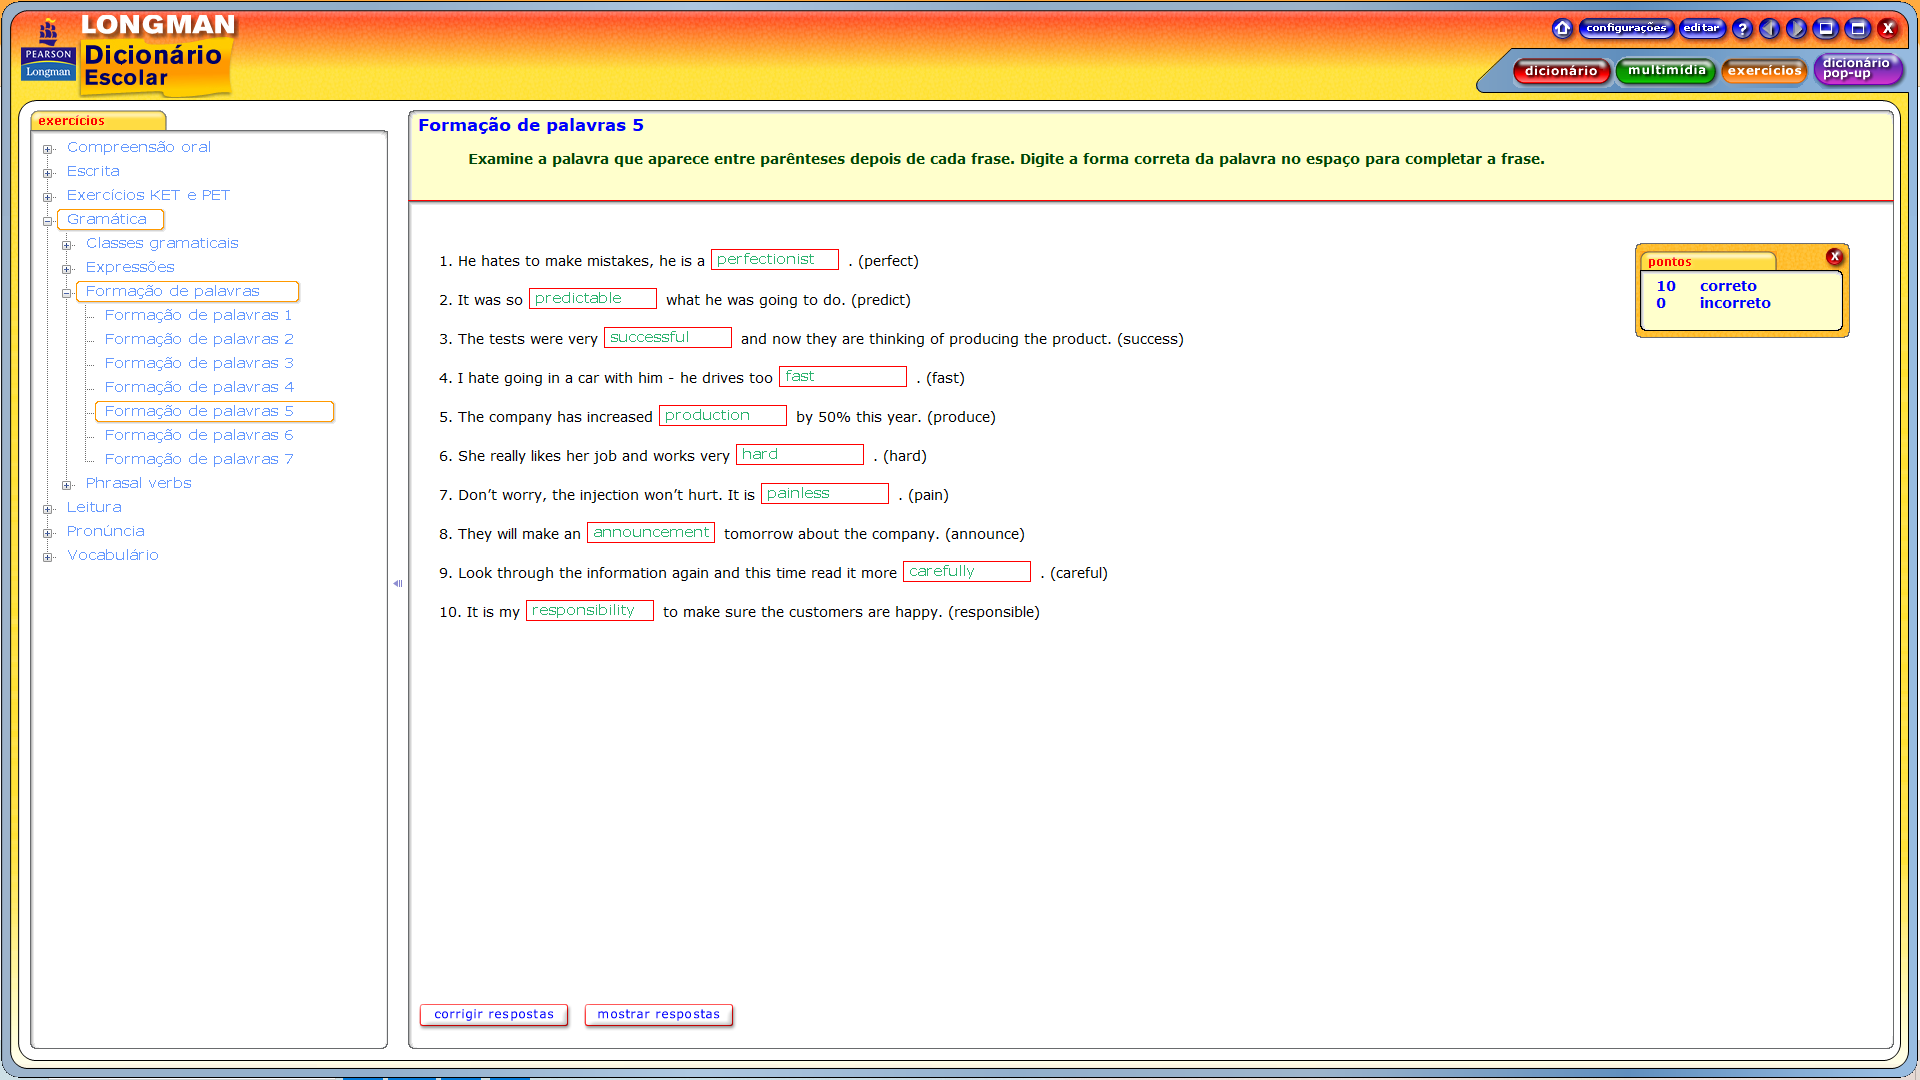 LONGMAN
Dicionário
Escolar
PEARSON
Longman
configurações editar ?
dicionário multimídia exercícios dicionário pop-up
exercícios
Compreensão oral
Escrita
Exercícios KET e PET
Gramática
Classes gramaticais
Expressões
Formação de palavras
Formação de palavras 1
Formação de palavras 2
Formação de palavras 3
Formação de palavras 4
Formação de palavras 5
Formação de palavras 6
Formação de palavras 7
Phrasal verbs
Leitura
Pronúncia
Vocabulário
Formação de palavras 5
Examine a palavra que aparece entre parênteses depois de cada frase. Digite a forma correta da palavra no espaço para completar a frase.
1. He hates to make mistakes, he is a perfectionist . (perfect)
2. It was so predictable what he was going to do. (predict)
3. The tests were very successful and now they are thinking of producing the product. (success)
4. I hate going in a car with him - he drives too fast . (fast)
5. The company has increased production by 50% this year. (produce)
6. She really likes her job and works very hard . (hard)
7. Don’t worry, the injection won’t hurt. It is painless . (pain)
8. They will make an announcement tomorrow about the company. (announce)
9. Look through the information again and this time read it more carefully . (careful)
10. It is my responsibility to make sure the customers are happy. (responsible)
pontos X
10 correto
0 incorreto
corrigir respostas mostrar respostas